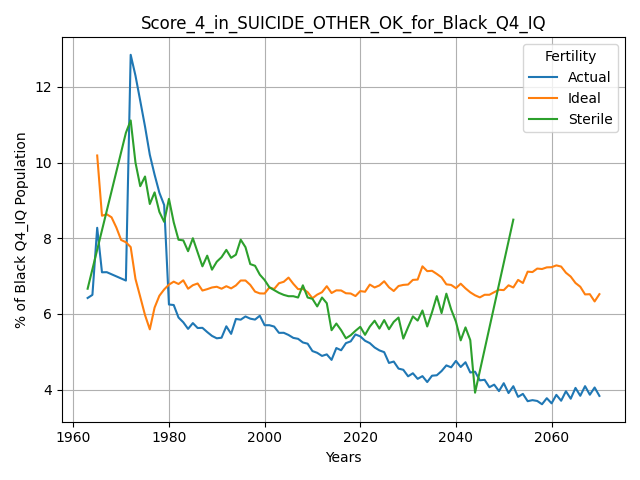 Score_4_in_SUICIDE_OTHER_OK_for_Black_Q4_IQ
% of Black Q4_IQ Population
12
10
8
6
4
Fertility
Actual
Ideal
Sterile
1960 1980 2000 2020 2040 2060
Years